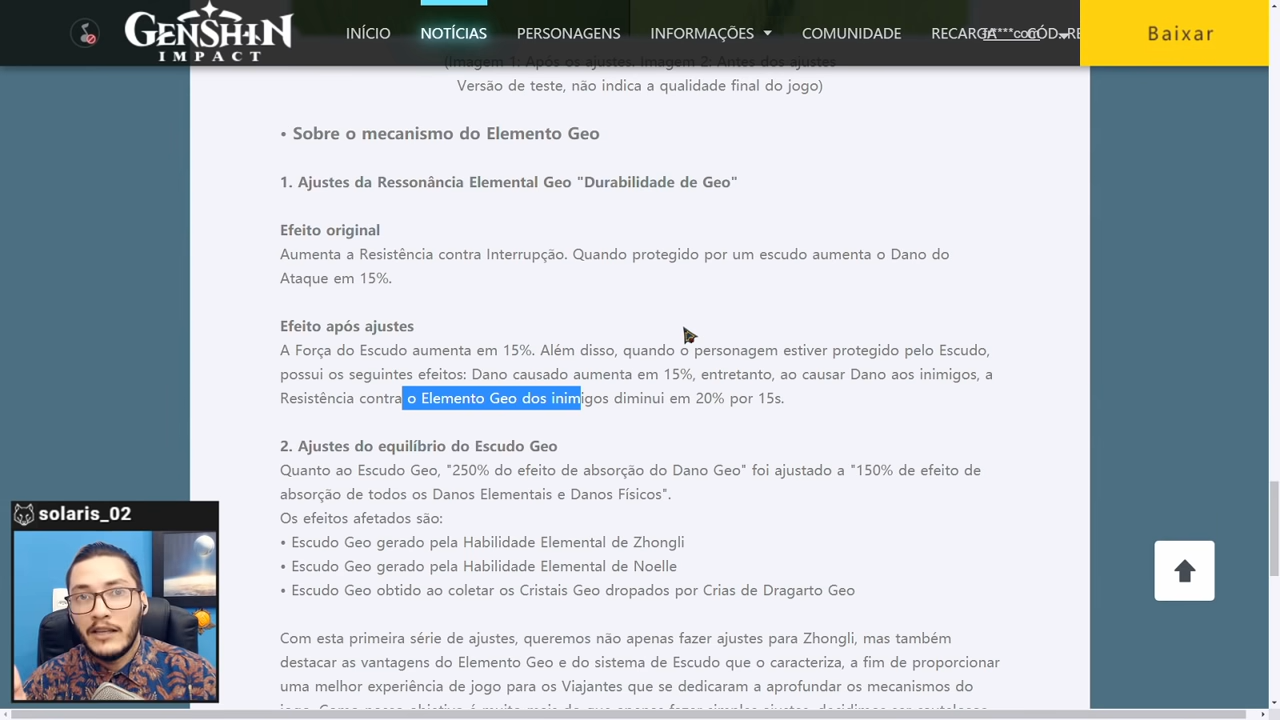 GENSHIN
IMPACT
INÍCIO
NOTÍCIAS
PERSONAGENS
INFORMAÇÕES
COMUNIDADE
RECARGA
CÓD. RE
Baixar
(Imagem 1: Após os ajustes. Imagem 2: Antes dos ajustes
Versão de teste, não indica a qualidade final do jogo)
• Sobre o mecanismo do Elemento Geo
1. Ajustes da Ressonância Elemental Geo "Durabilidade de Geo"
Efeito original
Aumenta a Resistência contra Interrupção. Quando protegido por um escudo aumenta o Dano do
Ataque em 15%.
Efeito após ajustes
A Força do Escudo aumenta em 15%. Além disso, quando o personagem estiver protegido pelo Escudo,
possui os seguintes efeitos: Dano causado aumenta em 15%, entretanto, ao causar Dano aos inimigos, a
Resistência contra o Elemento Geo dos inimigos diminui em 20% por 15s.
2. Ajustes do equilíbrio do Escudo Geo
Quanto ao Escudo Geo, "250% do efeito de absorção do Dano Geo" foi ajustado a "150% de efeito de
absorção de todos os Danos Elementais e Danos Físicos".
Os efeitos afetados são:
• Escudo Geo gerado pela Habilidade Elemental de Zhongli
• Escudo Geo gerado pela Habilidade Elemental de Noelle
• Escudo Geo obtido ao coletar os Cristais Geo dropados por Crias de Dragarto Geo
Com esta primeira série de ajustes, queremos não apenas fazer ajustes para Zhongli, mas também
destacar as vantagens do Elemento Geo e do sistema de Escudo que o caracteriza, a fim de proporcionar
uma melhor experiência de jogo para os Viajantes que se dedicaram a aprofundar os mecanismos do
solaris_02